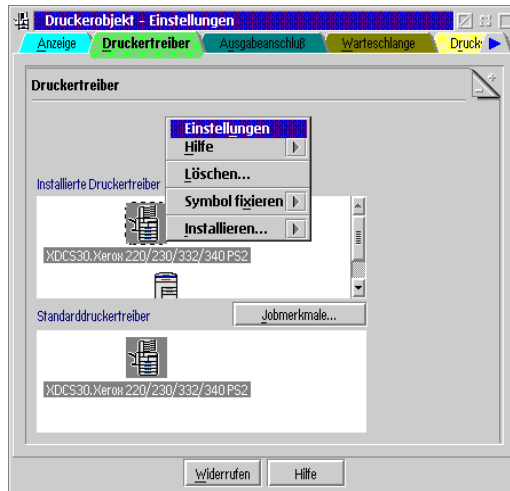 Druckerobjekt - Einstellungen
Anzeige Druckertreiber Ausgabeanschluß Warteschlange Druck
Druckertreiber
Einstellungen
Hilfe
Löschen...
Symbol fixieren
Installieren...
Installierte Druckertreiber
XDCS30.Xerox 220/230/332/340 PS2
Standarddruckertreiber
Jobmerkmale...
XDCS30.Xerox 220/230/332/340 PS2
Widerrufen Hilfe